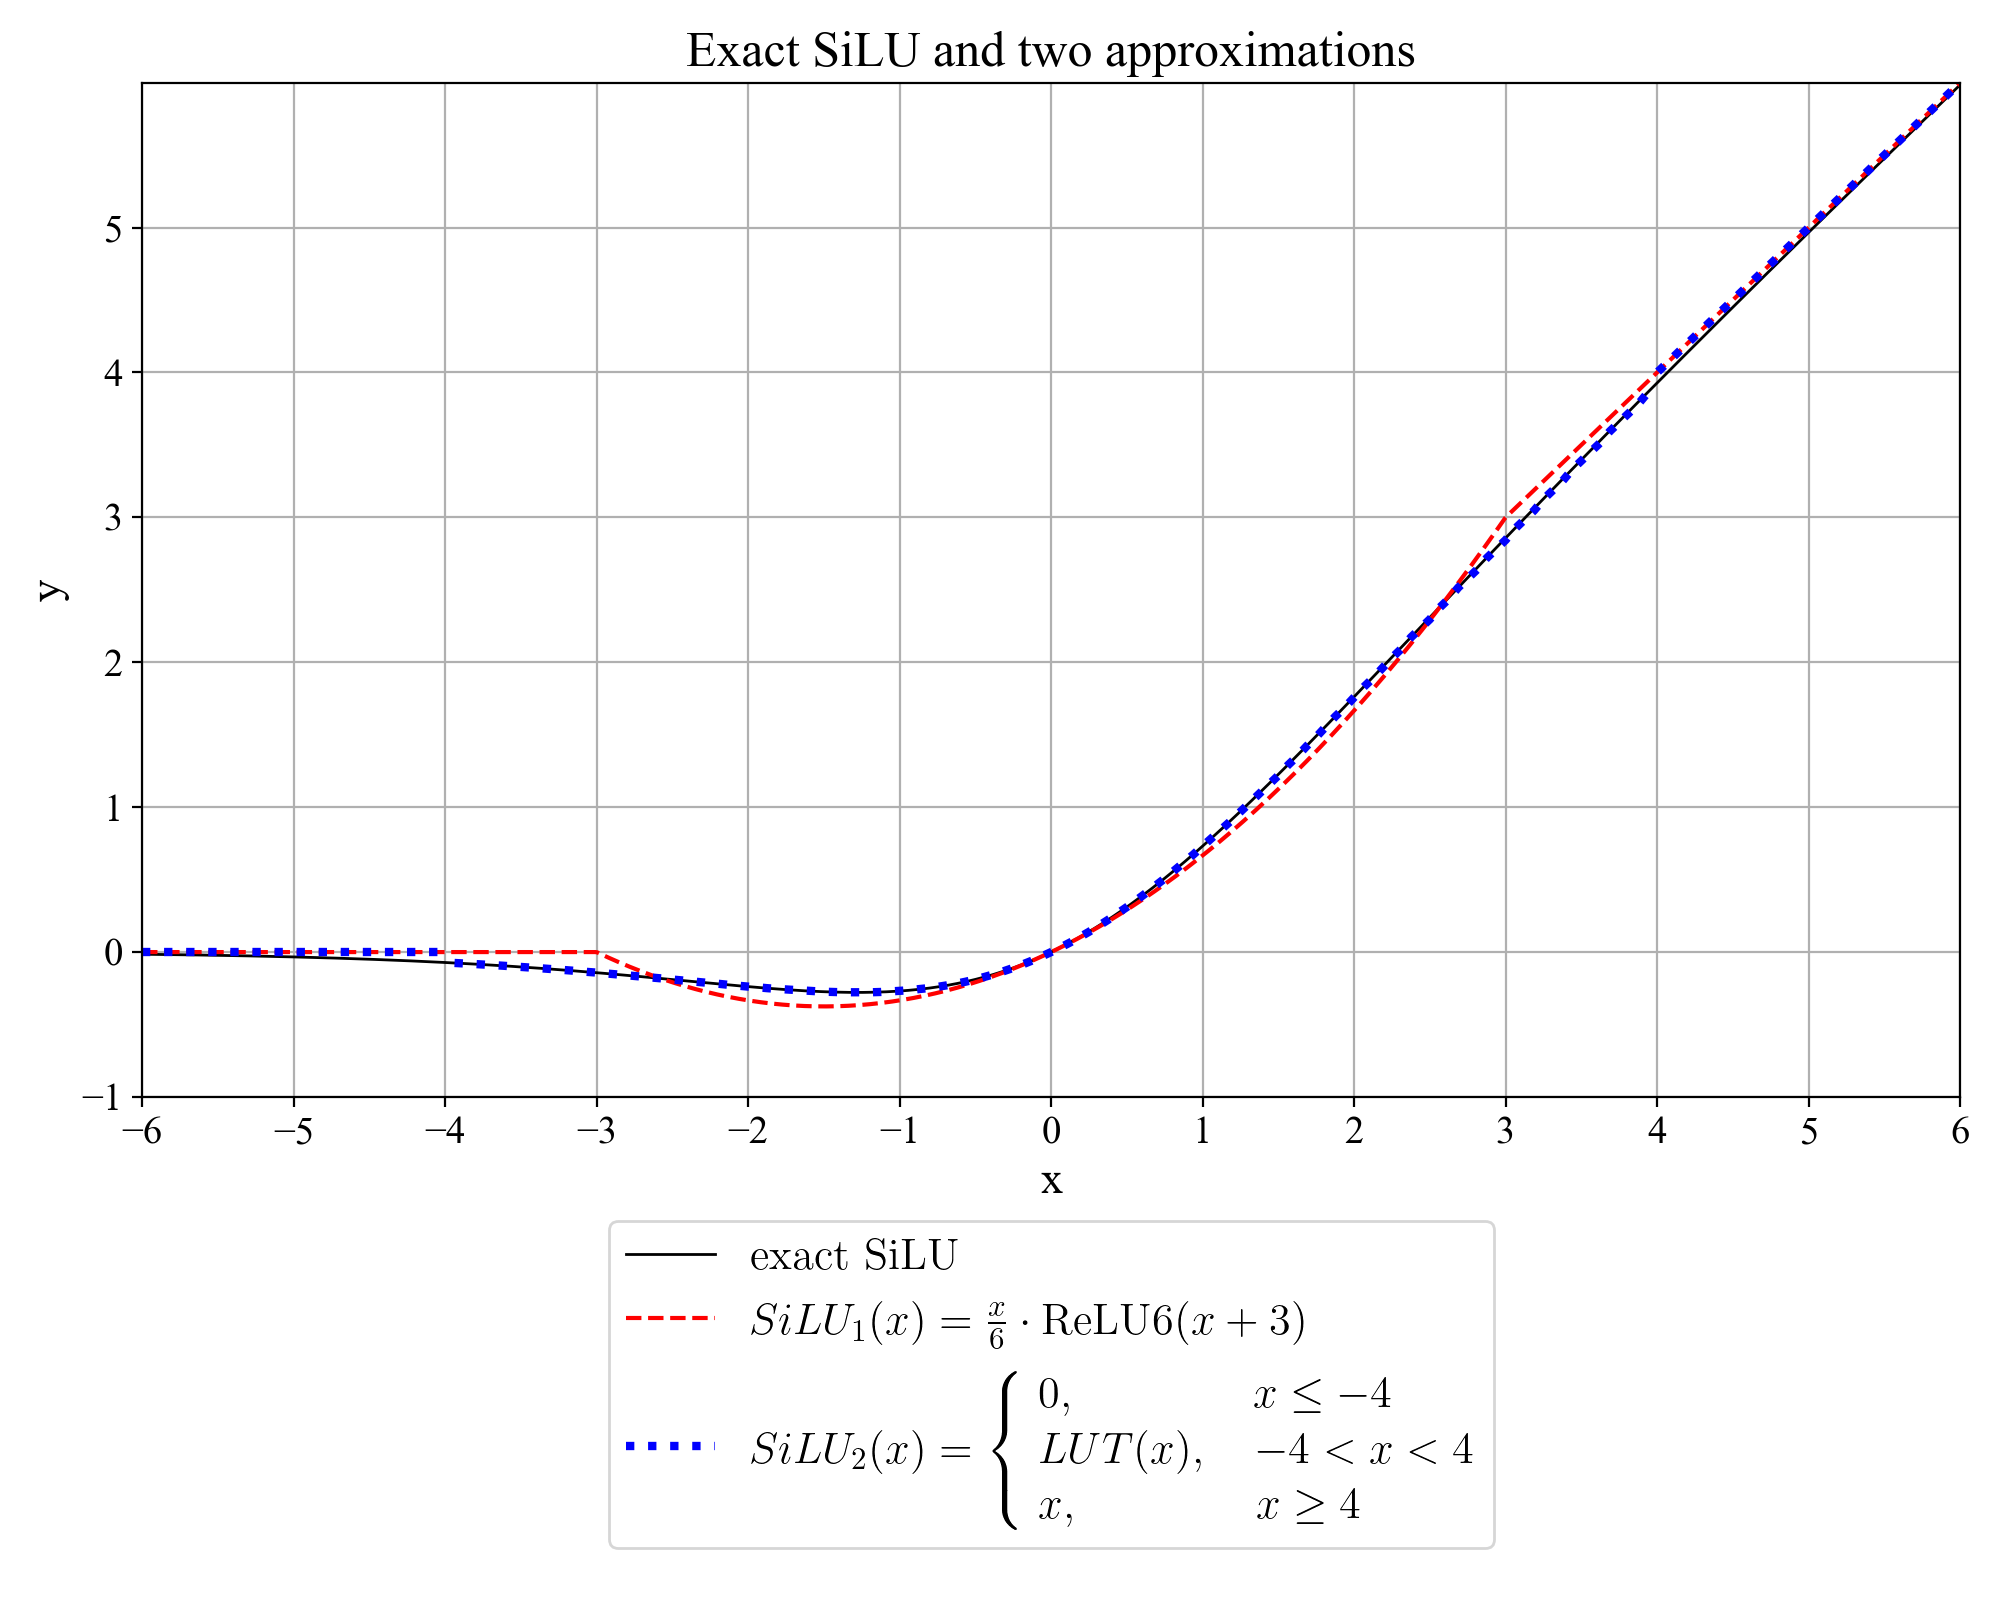 Exact SiLU and two approximations
5
4
3
2
1
0
−1
y
−6 −5 −4 −3 −2 −1 0 1 2 3 4 5 6
x
exact SiLU
SiLU₁(x) = x/6 · ReLU6(x + 3)
SiLU₂(x) = { 0, x ≤ −4
LUT(x), −4 < x < 4
x, x ≥ 4